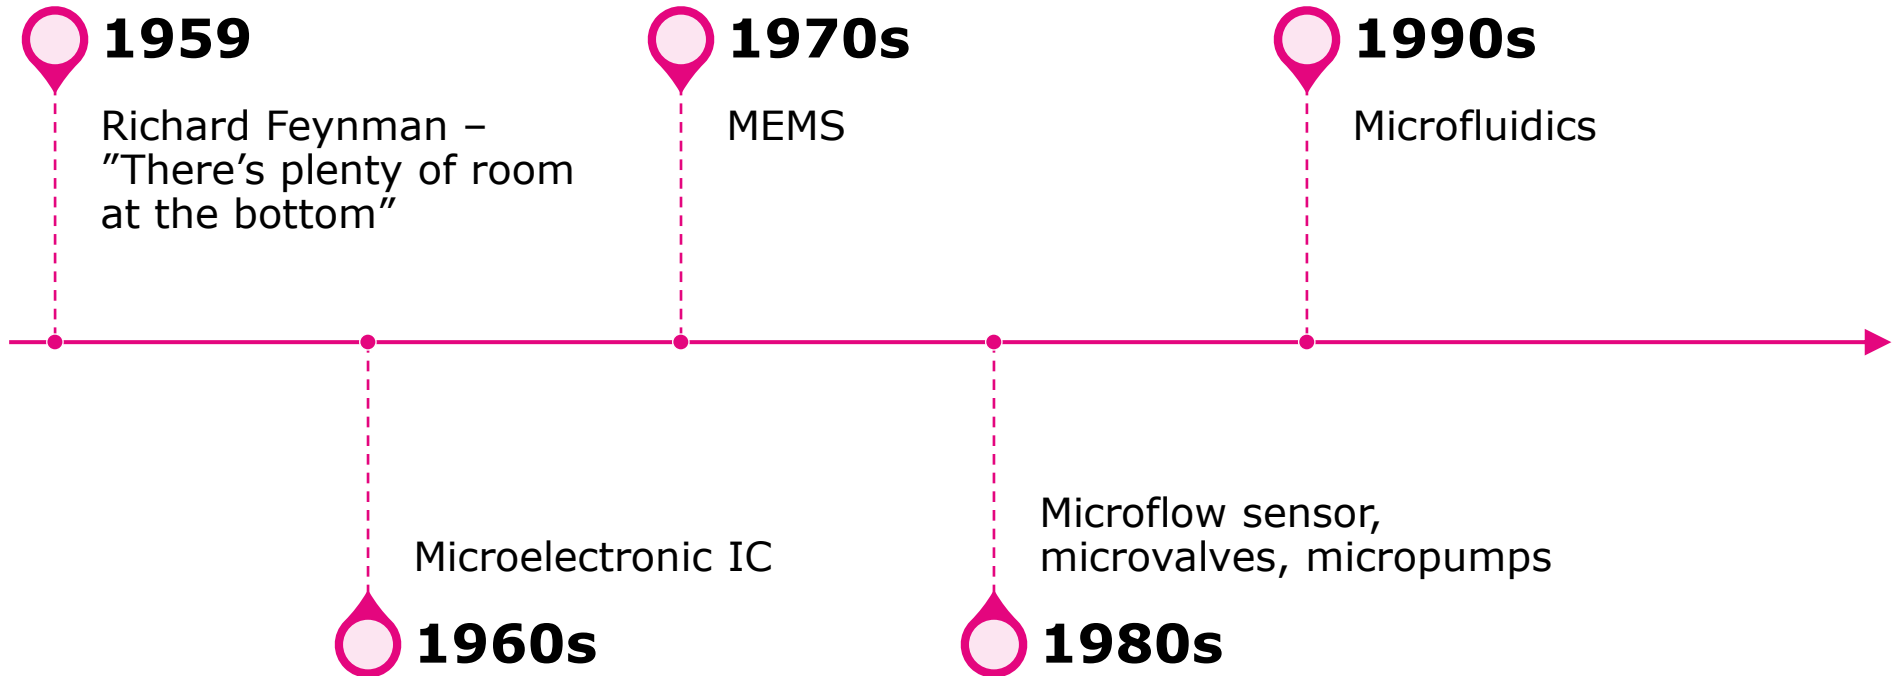 1959
Richard Feynman –
”There’s plenty of room
at the bottom”
Microelectronic IC
1960s
1970s
MEMS
Microflow sensor,
microvalves, micropumps
1980s
1990s
Microfluidics